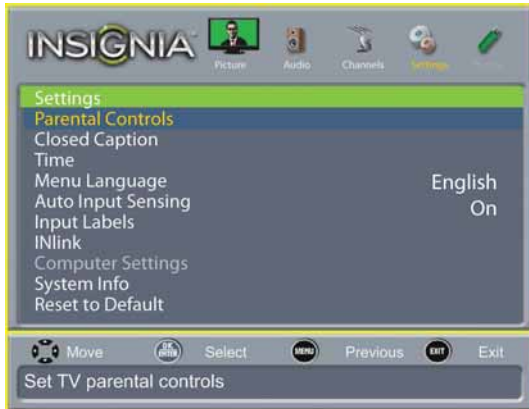 INSIGNIA
Picture Audio Channels Settings
Settings
Parental Controls
Closed Caption
Time
Menu Language English
Auto Input Sensing On
Input Labels
INlink
Computer Settings
System Info
Reset to Default
Move OK ENTER Select MENU Previous EXIT Exit
Set TV parental controls